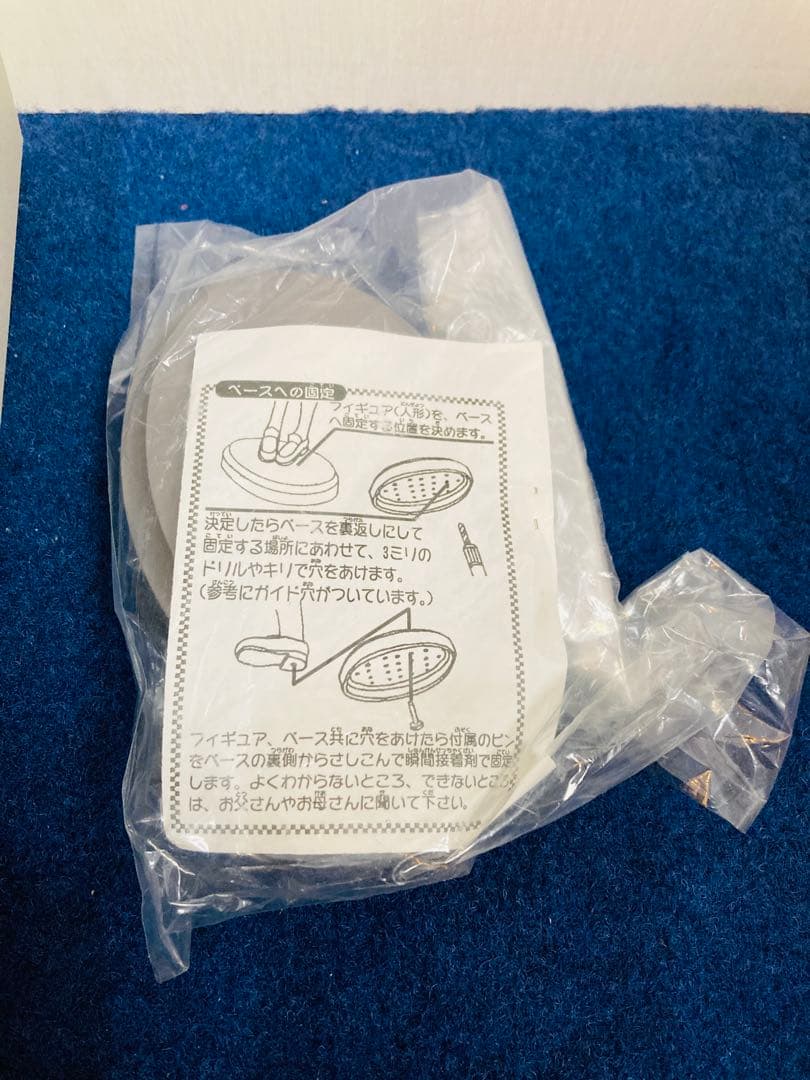 ベースへの固定
フィギュア(人形)を、ベース
へ固定する位置を決めます。
決定したらベースを裏返しにして
固定する場所にあわせて、3ミリの
ドリルやキリで穴をあけます。
(参考にガイド穴がついています。)
フィギュア、ベース共に穴をあけたら付属のピン
をベースの裏側からさしこんで瞬間接着剤で固定
します。よくわからないところ、できないところ
は、お父さんやお母さんに聞いて下さい。